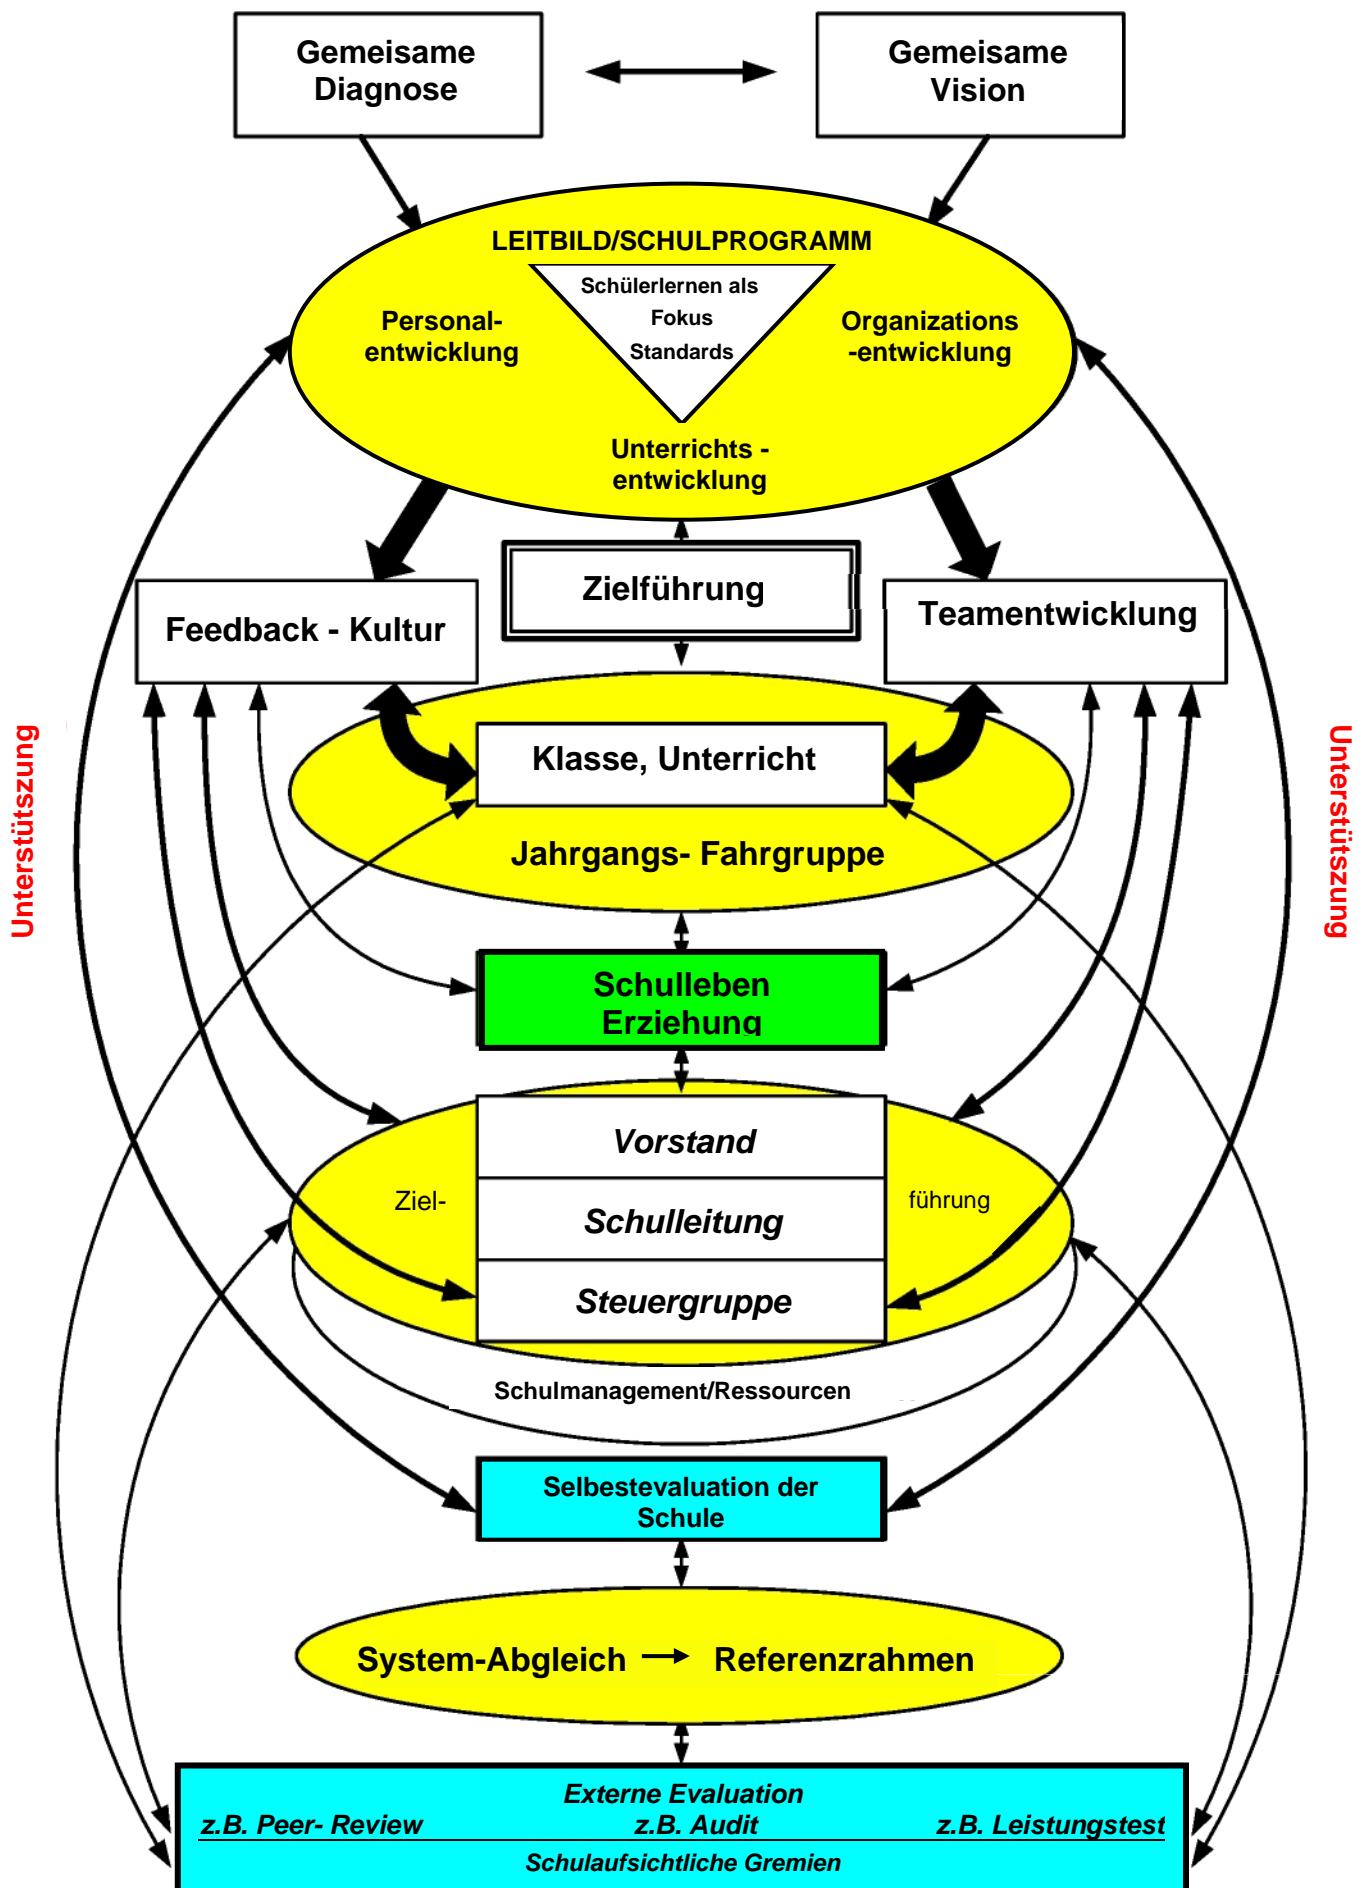 Gemeisame
Diagnose
Gemeisame
Vision
LEITBILD/SCHULPROGRAMM
Schülerlernen als
Fokus
Standards
Personal-
entwicklung
Organizations
-entwicklung
Unterrichts -
entwicklung
Zielführung
Feedback - Kultur
Teamentwicklung
Unterstütszung
Unterstütszung
Klasse, Unterricht
Jahrgangs- Fahrgruppe
Schulleben
Erziehung
Vorstand
Ziel-
führung
Schulleitung
Steuergruppe
Schulmanagement/Ressourcen
Selbestevaluation der
Schule
System-Abgleich → Referenzrahmen
Externe Evaluation
z.B. Peer- Review z.B. Audit z.B. Leistungstest
Schulaufsichtliche Gremien